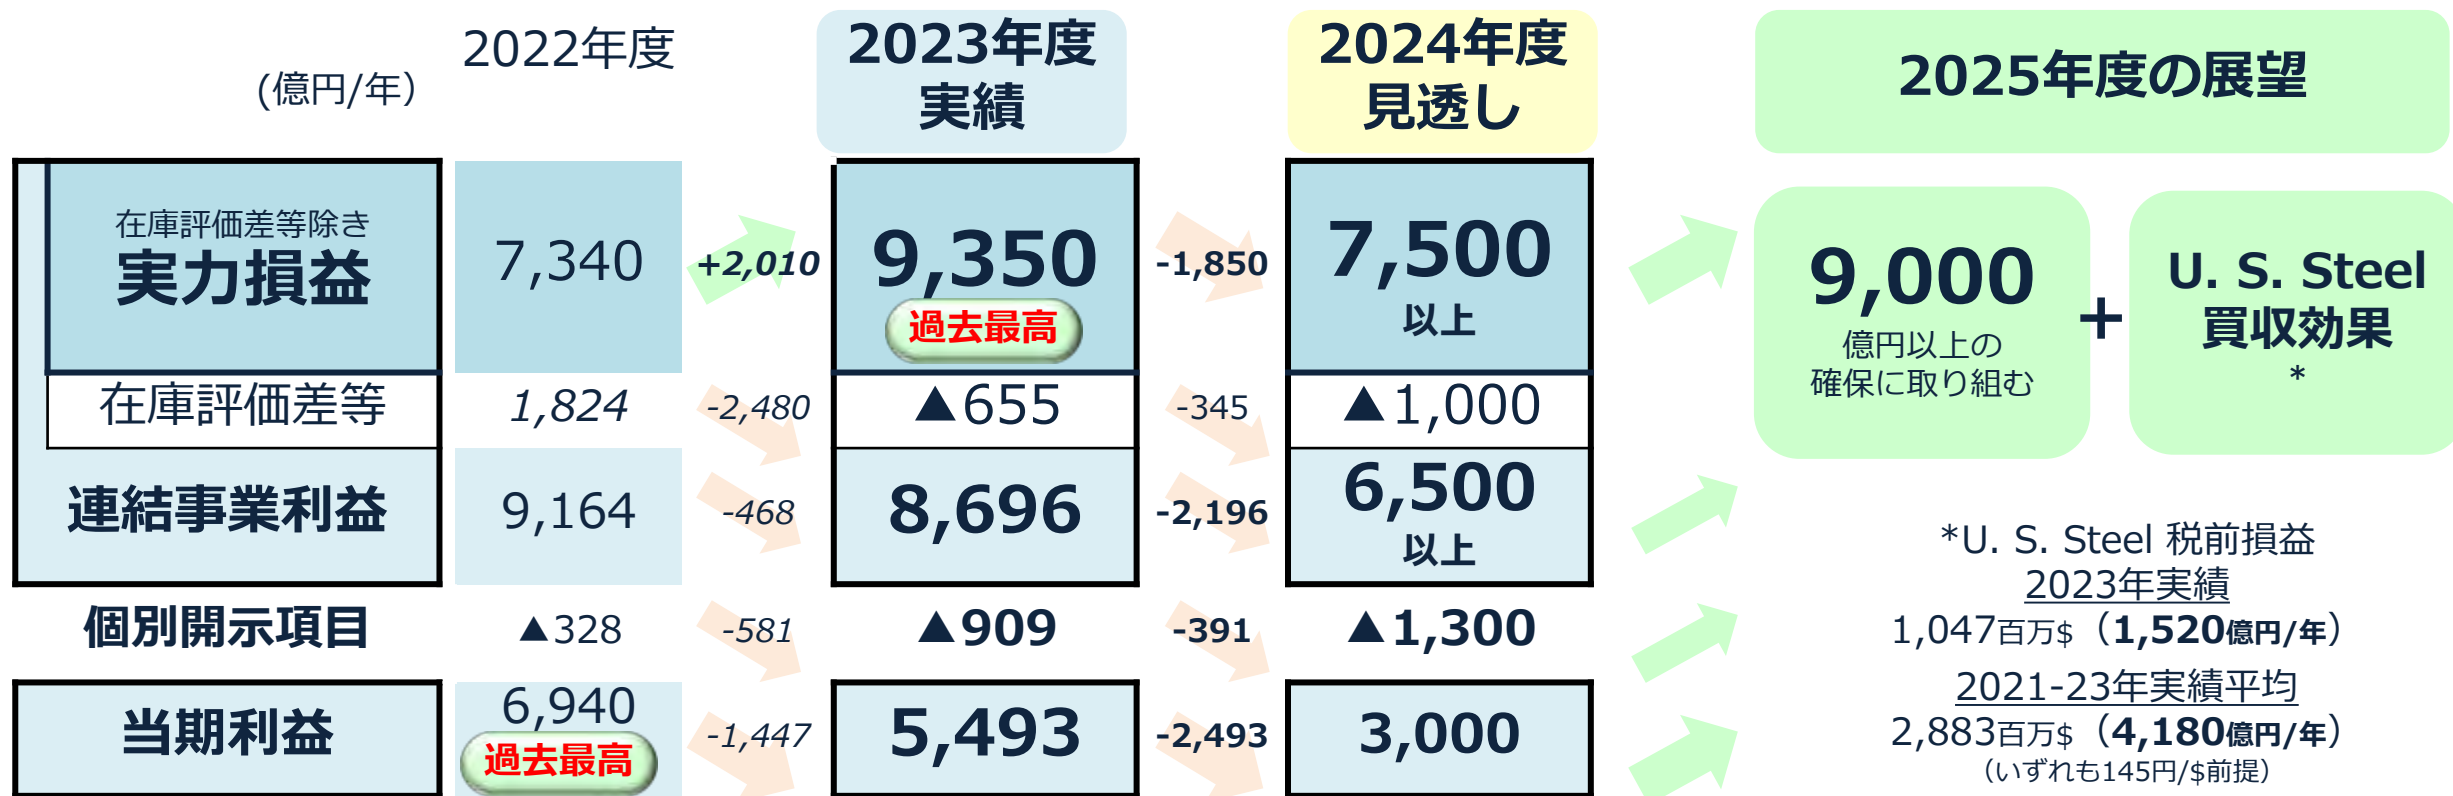 (億円/年)
2022年度
2023年度
実績
2024年度
見透し
2025年度の展望
在庫評価差等除き
実力損益
7,340
+2,010
9,350
過去最高
-1,850
7,500
以上
9,000
億円以上の
確保に取り組む
+
U. S. Steel
買収効果
*
在庫評価差等
1,824
-2,480
▲655
-345
▲1,000
連結事業利益
9,164
-468
8,696
-2,196
6,500
以上
個別開示項目
▲328
-581
▲909
-391
▲1,300
当期利益
6,940
過去最高
-1,447
5,493
-2,493
3,000
*U. S. Steel 税前損益
2023年実績
1,047百万$（1,520億円/年）
2021-23年実績平均
2,883百万$（4,180億円/年）
（いずれも145円/$前提）